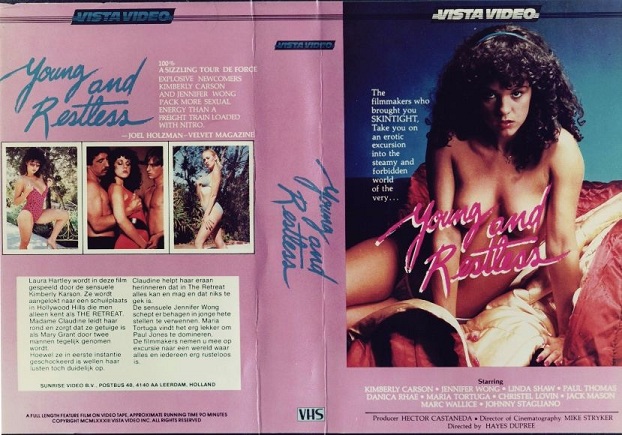 VISTA VIDEO
Young and
Restless
100%
A SIZZLING TOUR DE FORCE
EXPLOSIVE NEWCOMERS
KIMBERLY CARSON
AND JENNIFER WONG
PACK MORE SEXUAL
ENERGY THAN A
FREIGHT TRAIN LOADED
WITH NITRO.
—JOEL HOLZMAN–VELVET MAGAZINE
Laura Hartley wordt in deze film
gespeeld door de sensuele
Kimberly Karson. Ze wordt
aangelokt naar een schuilplaats
in Hollywood Hills die men
alleen kent als THE RETREAT.
Madame Claudine leidt haar
rond en zorgt dat ze getuige is
als Mary Grant door twee
mannen tegelijk genomen
wordt.
Hoewel ze in eerste instantie
geschockeerd is wellen haar
lusten toch duidelijk op.
Claudine helpt haar eraan
herinneren dat in The Retreat
alles kan en mag en dat niks te
gek is.
De sensuele Jennifer Wong
schept er behagen in jonge hete
stellen te verwennen. Maria
Tortuga vindt het erg lekker om
Paul Jones te domineren.
De filmmakers nemen u mee op
excursie naar een wereld waar
alles en iedereen erg rusteloos
is.
SUNRISE VIDEO B.V., POSTBUS 48, 4140 AA LEERDAM, HOLLAND
A FULL LENGTH FEATURE FILM ON VIDEO TAPE, APPROXIMATE RUNNING TIME 90 MINUTES
COPYRIGHT MCMLXXXIII VISTA VIDEO INC. ALL RIGHTS RESERVED
VISTA VIDEO
Young and
Restless
VHS
VISTA VIDEO
The
filmmakers who
brought you
SKINTIGHT,
Take you on
an erotic
excursion
into the
steamy and
forbidden
world
of the
very...
Young and
Restless
Starring
KIMBERLY CARSON • JENNIFER WONG • LINDA SHAW • PAUL THOMAS
DANICA RHAE • MARIA TORTUGA • CHRISTEL LOVIN • JACK MASON
MARC WALLICE • JOHNNY STAGLIANO
Producer HECTOR CASTANEDA • Director of Cinematography MIKE STRYKER
Directed by HAYES DUPREE